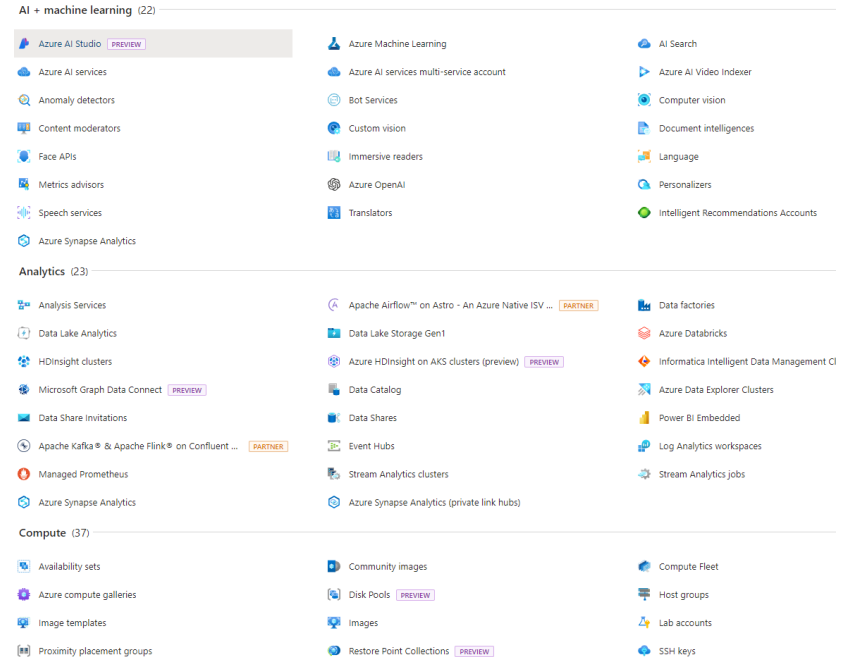 AI + machine learning (22)
Azure AI Studio PREVIEW
Azure Machine Learning
AI Search
Azure AI services
Azure AI services multi-service account
Azure AI Video Indexer
Anomaly detectors
Bot Services
Computer vision
Content moderators
Custom vision
Document intelligences
Face APIs
Immersive readers
Language
Metrics advisors
Azure OpenAI
Personalizers
Speech services
Translators
Intelligent Recommendations Accounts
Azure Synapse Analytics
Analytics (23)
Analysis Services
Apache Airflow™ on Astro - An Azure Native ISV ... PARTNER
Data factories
Data Lake Analytics
Data Lake Storage Gen1
Azure Databricks
HDInsight clusters
Azure HDInsight on AKS clusters (preview) PREVIEW
Informatica Intelligent Data Management Cl
Microsoft Graph Data Connect PREVIEW
Data Catalog
Azure Data Explorer Clusters
Data Share Invitations
Data Shares
Power BI Embedded
Apache Kafka® & Apache Flink® on Confluent ... PARTNER
Event Hubs
Log Analytics workspaces
Managed Prometheus
Stream Analytics clusters
Stream Analytics jobs
Azure Synapse Analytics
Azure Synapse Analytics (private link hubs)
Compute (37)
Availability sets
Community images
Compute Fleet
Azure compute galleries
Disk Pools PREVIEW
Host groups
Image templates
Images
Lab accounts
Proximity placement groups
Restore Point Collections PREVIEW
SSH keys